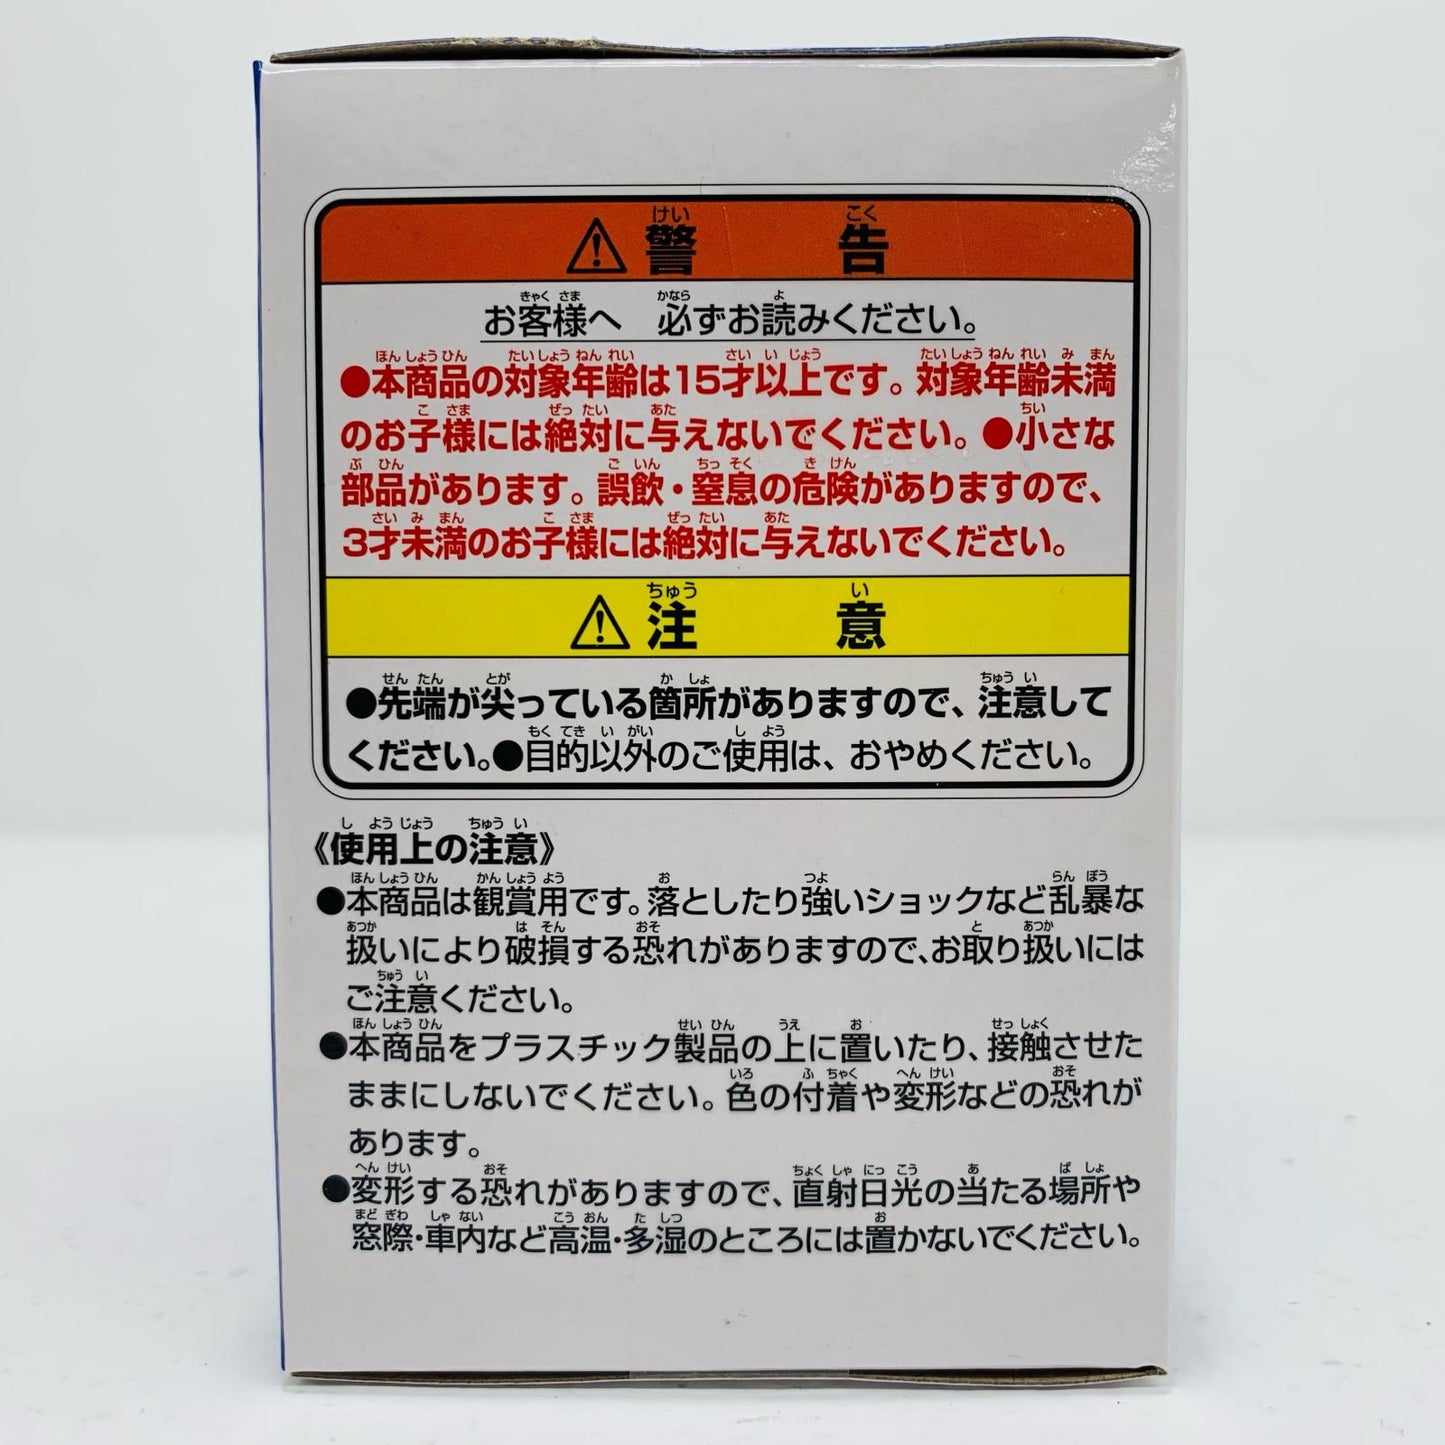 ⚠警告
お客様へ 必ずお読みください。
●本商品の対象年齢は15才以上です。対象年齢未満
のお子様には絶対に与えないでください。●小さな
部品があります。誤飲・窒息の危険がありますので、
3才未満のお子様には絶対に与えないでください。
⚠注意
●先端が尖っている箇所がありますので、注意して
ください。●目的以外のご使用は、おやめください。
《使用上の注意》
●本商品は観賞用です。落としたり強いショックなど乱暴な
扱いにより破損する恐れがありますので、お取り扱いには
ご注意ください。
●本商品をプラスチック製品の上に置いたり、接触させた
ままにしないでください。色の付着や変形などの恐れが
あります。
●変形する恐れがありますので、直射日光の当たる場所や
窓際・車内など高温・多湿のところには置かないでください。